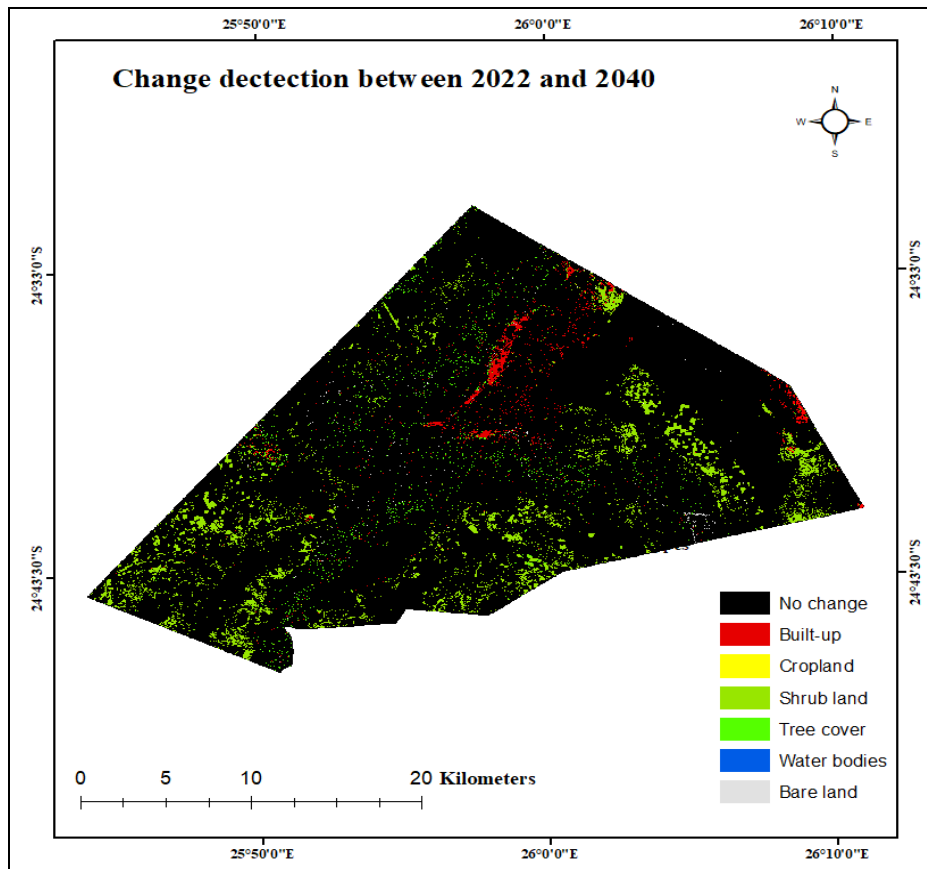 25°50'0"E 26°0'0"E 26°10'0"E
Change dectection between 2022 and 2040
N
W E
S
24°33'0"S 24°33'0"S
24°43'30"S 24°43'30"S
No change
Built-up
Cropland
Shrub land
Tree cover
Water bodies
Bare land
0 5 10 20 Kilometers
25°50'0"E 26°0'0"E 26°10'0"E